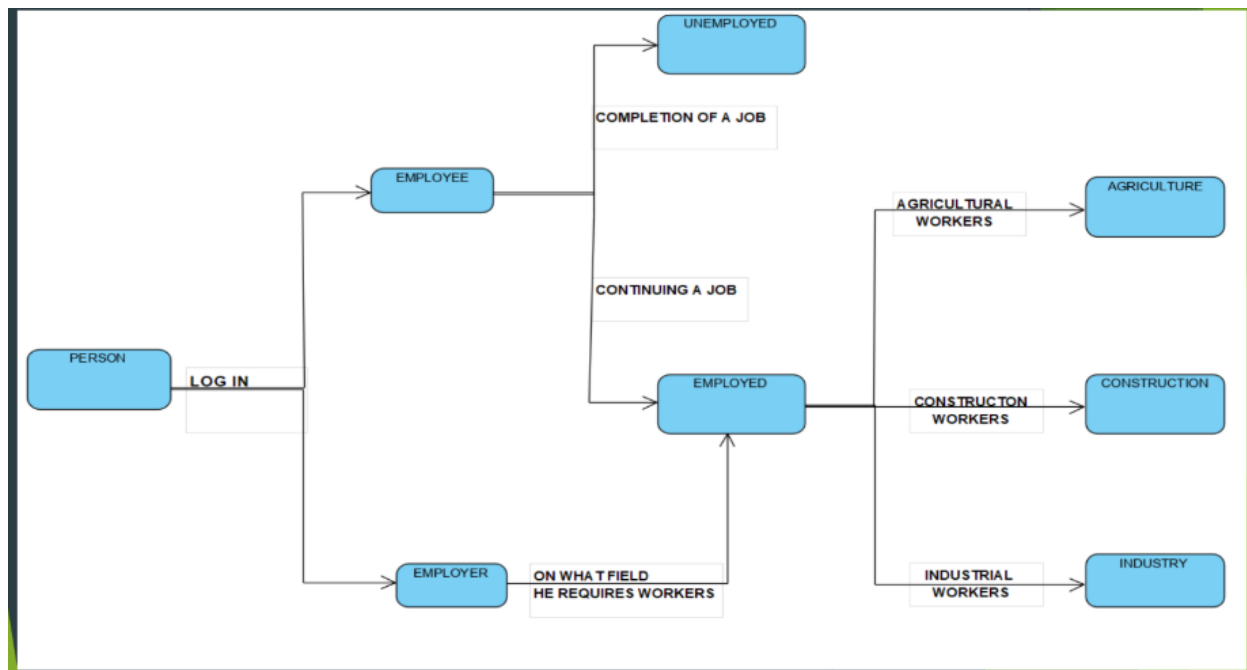 UNEMPLOYED
COMPLETION OF A JOB
EMPLOYEE
AGRICULTURE
AGRICULTURAL
WORKERS
CONTINUING A JOB
PERSON
LOG IN
EMPLOYED
CONSTRUCTION
CONSTRUCTON
WORKERS
EMPLOYER
ON WHAT FIELD
HE REQUIRES WORKERS
INDUSTRY
INDUSTRIAL
WORKERS